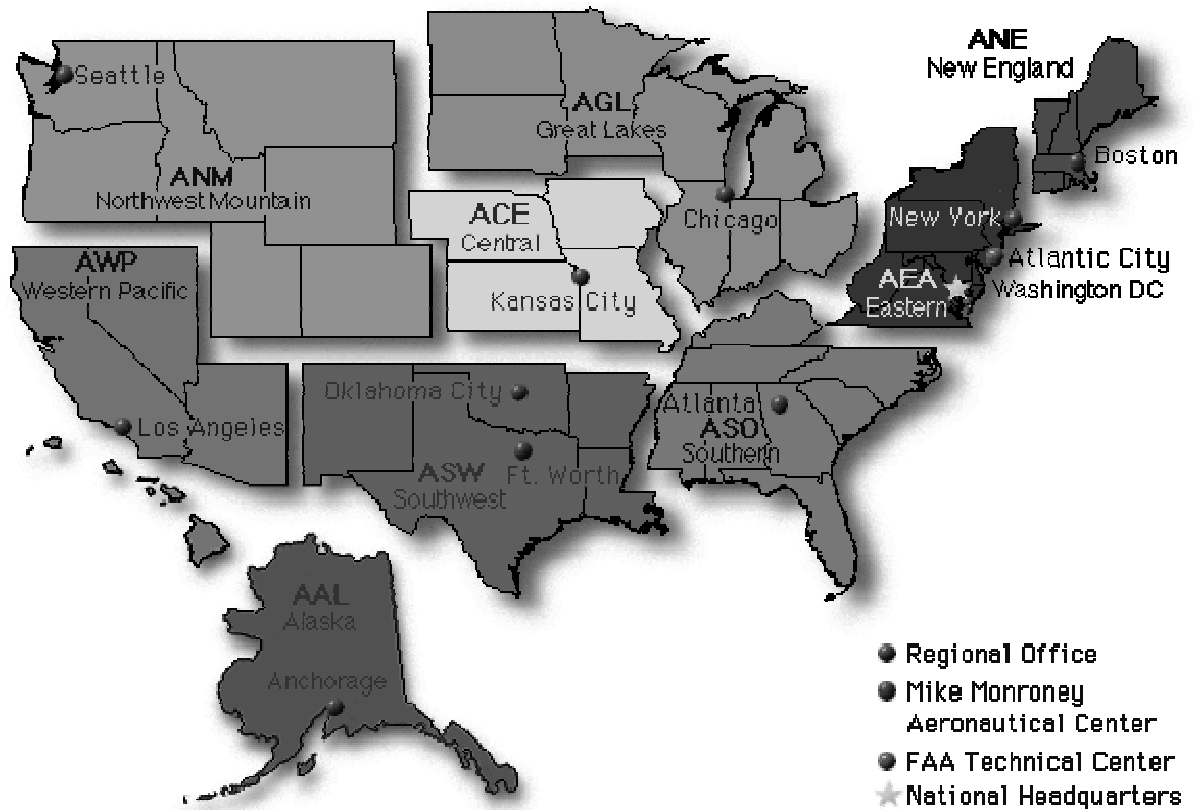 ANE
New England
Seattle
AGL
Great Lakes
Boston
ANM
Northwest Mountain
ACE
Central
Chicago
New York
AWP
Western Pacific
Atlantic City
AEA
Eastern
Washington DC
Kansas City
Oklahoma City
Atlanta
ASO
Southern
Los Angeles
ASW
Southwest
Ft. Worth
AAL
Alaska
Anchorage
Regional Office
Mike Monroney
Aeronautical Center
FAA Technical Center
National Headquarters